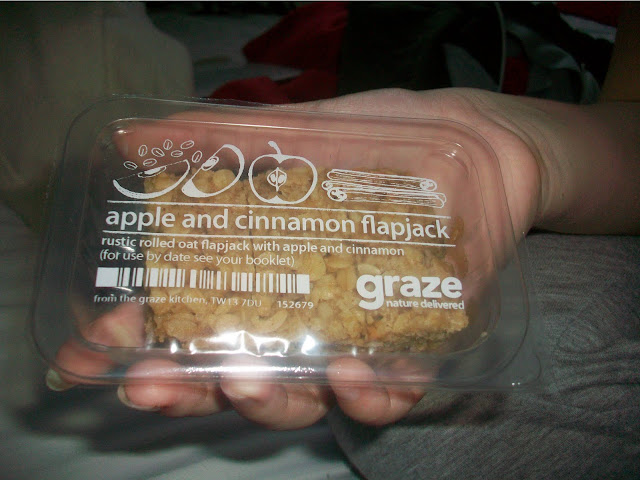 apple and cinnamon flapjack
rustic rolled oat flapjack with apple and cinnamon
(for use by date see your booklet)
graze
nature delivered
from the graze kitchen, TW13 7DU 152679